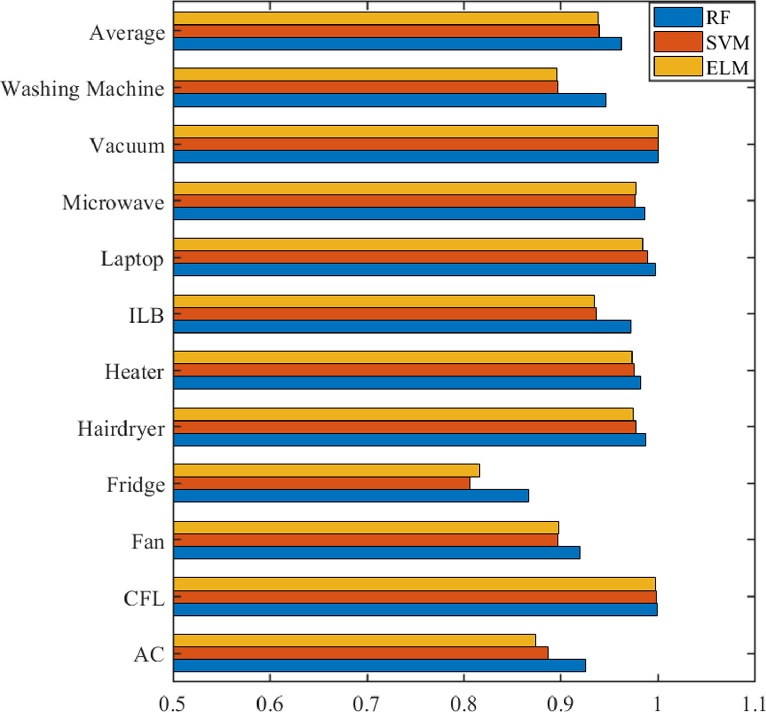 RF
SVM
ELM
Average
Washing Machine
Vacuum
Microwave
Laptop
ILB
Heater
Hairdryer
Fridge
Fan
CFL
AC
0.5 0.6 0.7 0.8 0.9 1 1.1